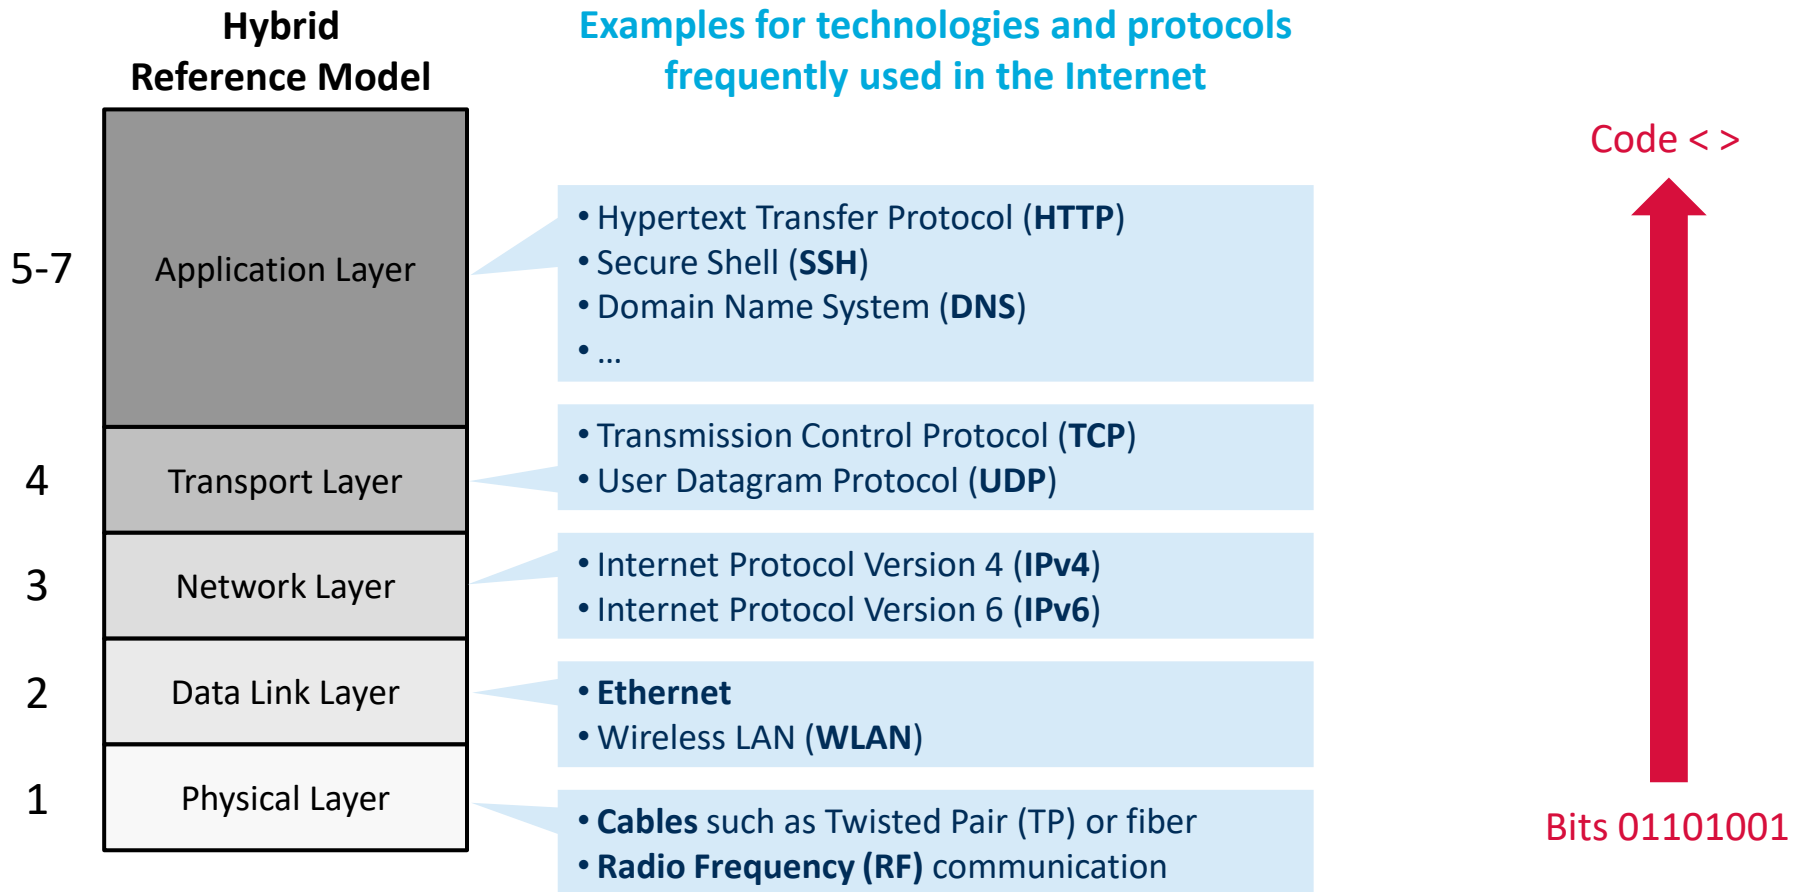 Hybrid
Reference Model
Examples for technologies and protocols
frequently used in the Internet
Code < >
5-7
Application Layer
• Hypertext Transfer Protocol (HTTP)
• Secure Shell (SSH)
• Domain Name System (DNS)
• …
4
Transport Layer
• Transmission Control Protocol (TCP)
• User Datagram Protocol (UDP)
3
Network Layer
• Internet Protocol Version 4 (IPv4)
• Internet Protocol Version 6 (IPv6)
2
Data Link Layer
• Ethernet
• Wireless LAN (WLAN)
1
Physical Layer
• Cables such as Twisted Pair (TP) or fiber
• Radio Frequency (RF) communication
Bits 01101001